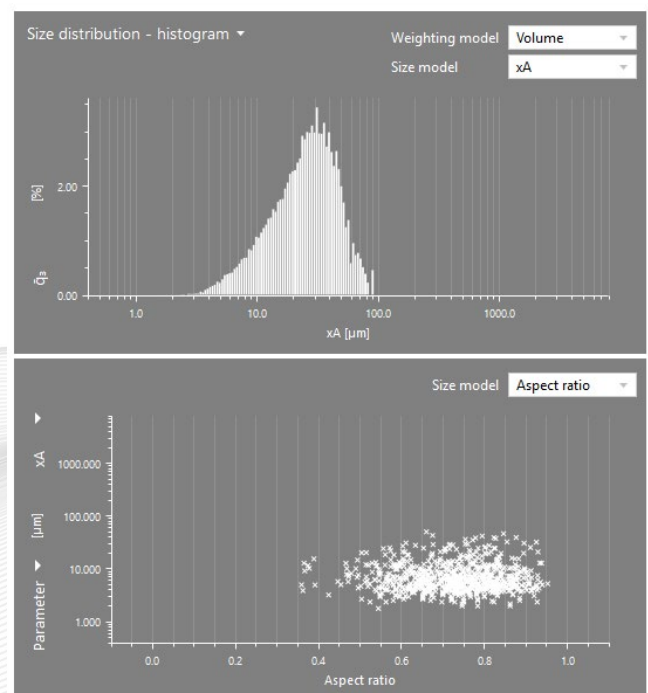 Size distribution - histogram
Weighting model Volume
Size model xA
[%]
q̄₃
2.00
0.00
1.0 10.0 100.0 1000.0
xA [µm]
Size model Aspect ratio
xA
[µm]
Parameter
1000.000
100.000
10.000
1.000
0.0 0.2 0.4 0.6 0.8 1.0
Aspect ratio